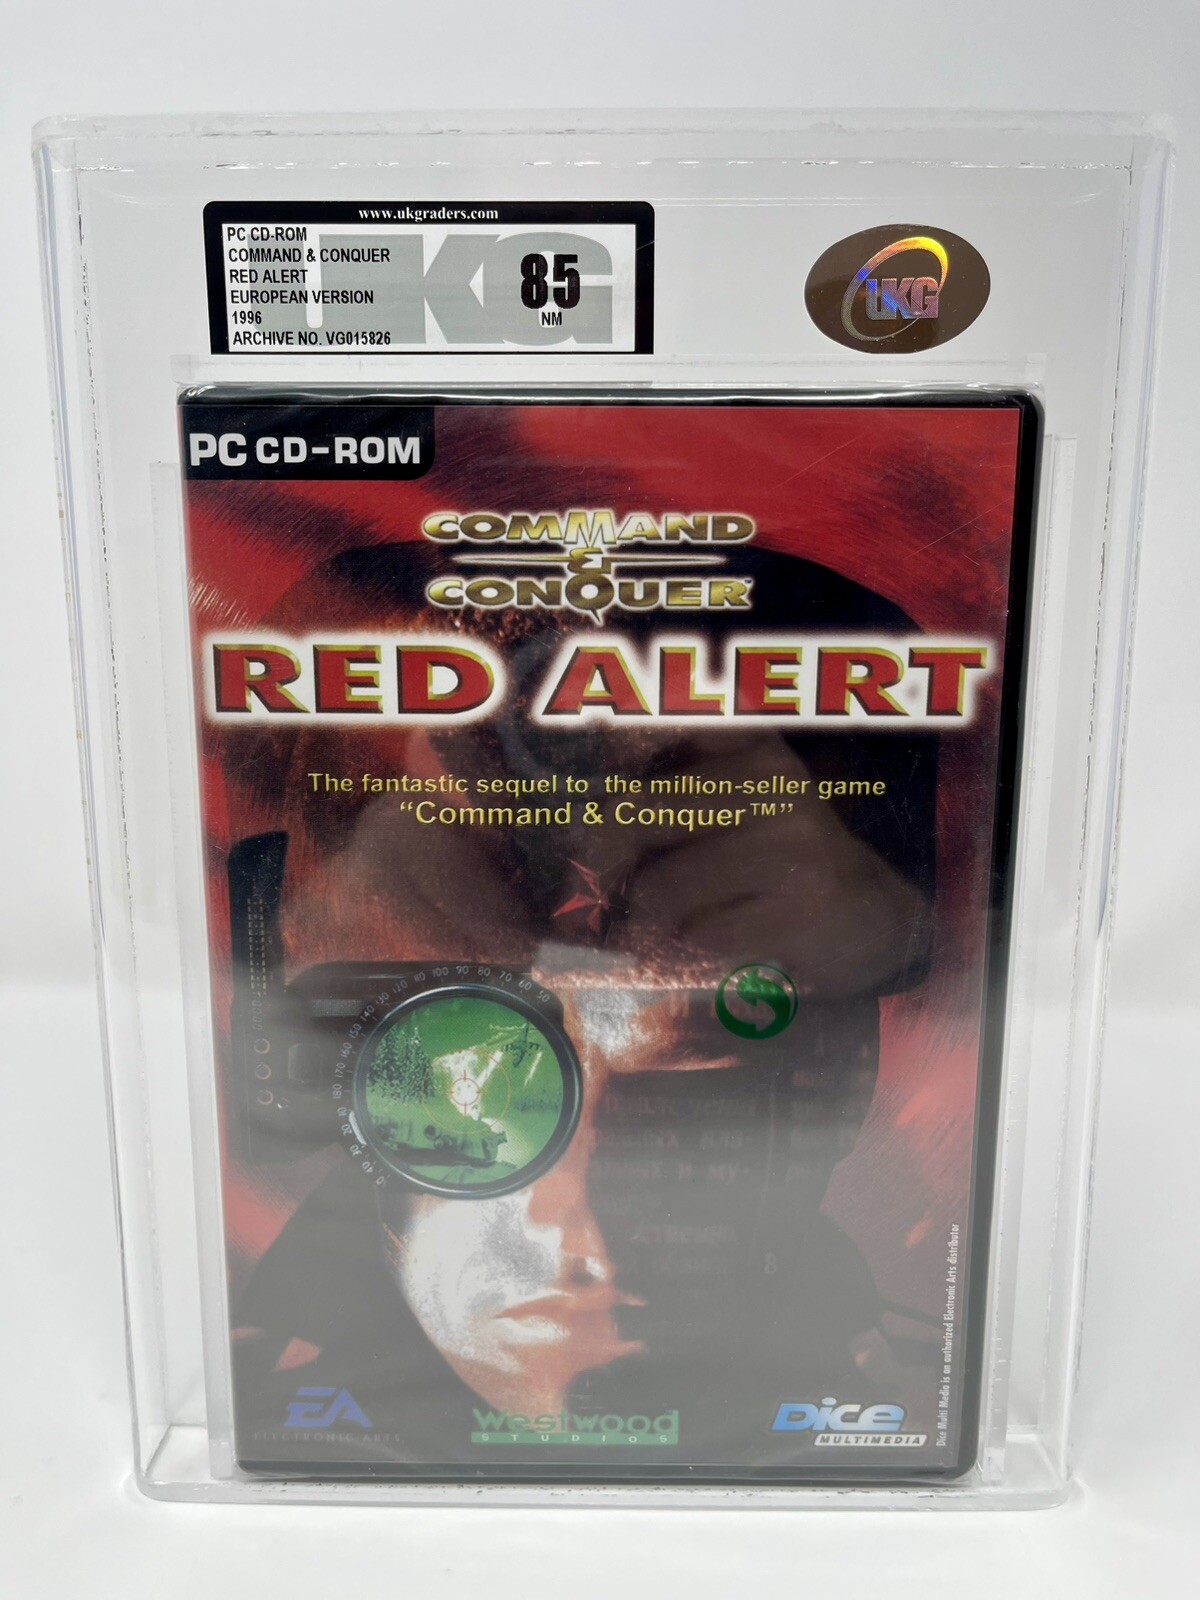 www.ukgraders.com
PC CD-ROM
COMMAND & CONQUER
RED ALERT
EUROPEAN VERSION
1996
ARCHIVE NO. VG015826
UKG
85
NM
UKG
PC CD-ROM
COMMAND
&
CONQUER™
RED ALERT
The fantastic sequel to the million-seller game
“Command & Conquer™”
EA
ELECTRONIC ARTS
Westwood
STUDIOS
Dice
MULTIMEDIA
Dice Multi Media is an authorized Electronic Arts distributor